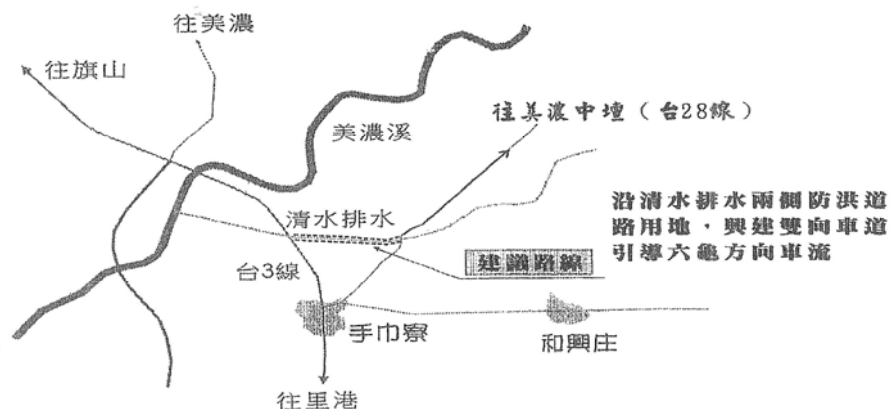 往美濃
往旗山
往美濃中壇（台28線）
美濃溪
沿清水排水兩側防洪道
路用地．興建雙向車道
引導六龜方向車流
清水排水
建議路線
台3線
手巾寮
和興庄
往里港